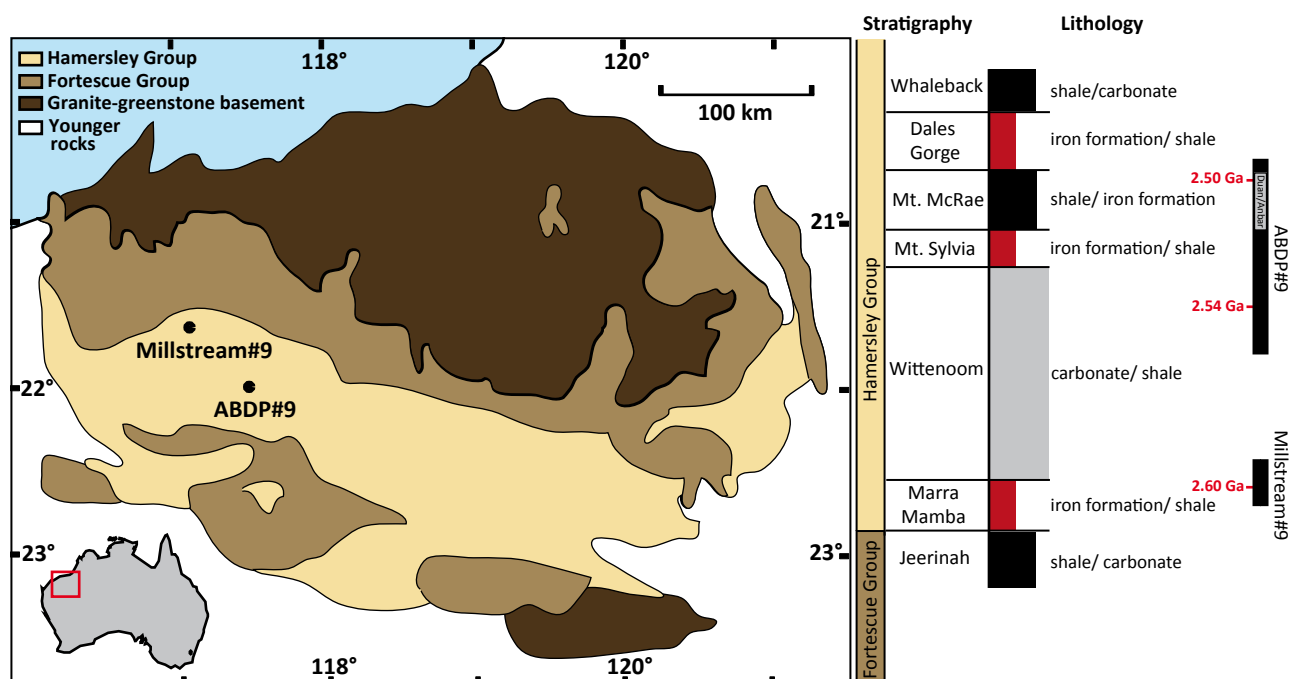 Hamersley Group
Fortescue Group
Granite-greenstone basement
Younger
rocks
118°
120°
100 km
21°
22°
23°
Millstream#9
ABDP#9
21°
22°
23°
118°
120°
Stratigraphy
Lithology
Hamersley Group
Fortescue Group
Whaleback
shale/carbonate
Dales
Gorge
iron formation/ shale
Mt. McRae
shale/ iron formation
Mt. Sylvia
iron formation/ shale
Wittenoom
carbonate/ shale
Marra
Mamba
iron formation/ shale
Jeerinah
shale/ carbonate
2.50 Ga
Duan/Anbar
2.54 Ga
ABDP#9
2.60 Ga
Millstream#9